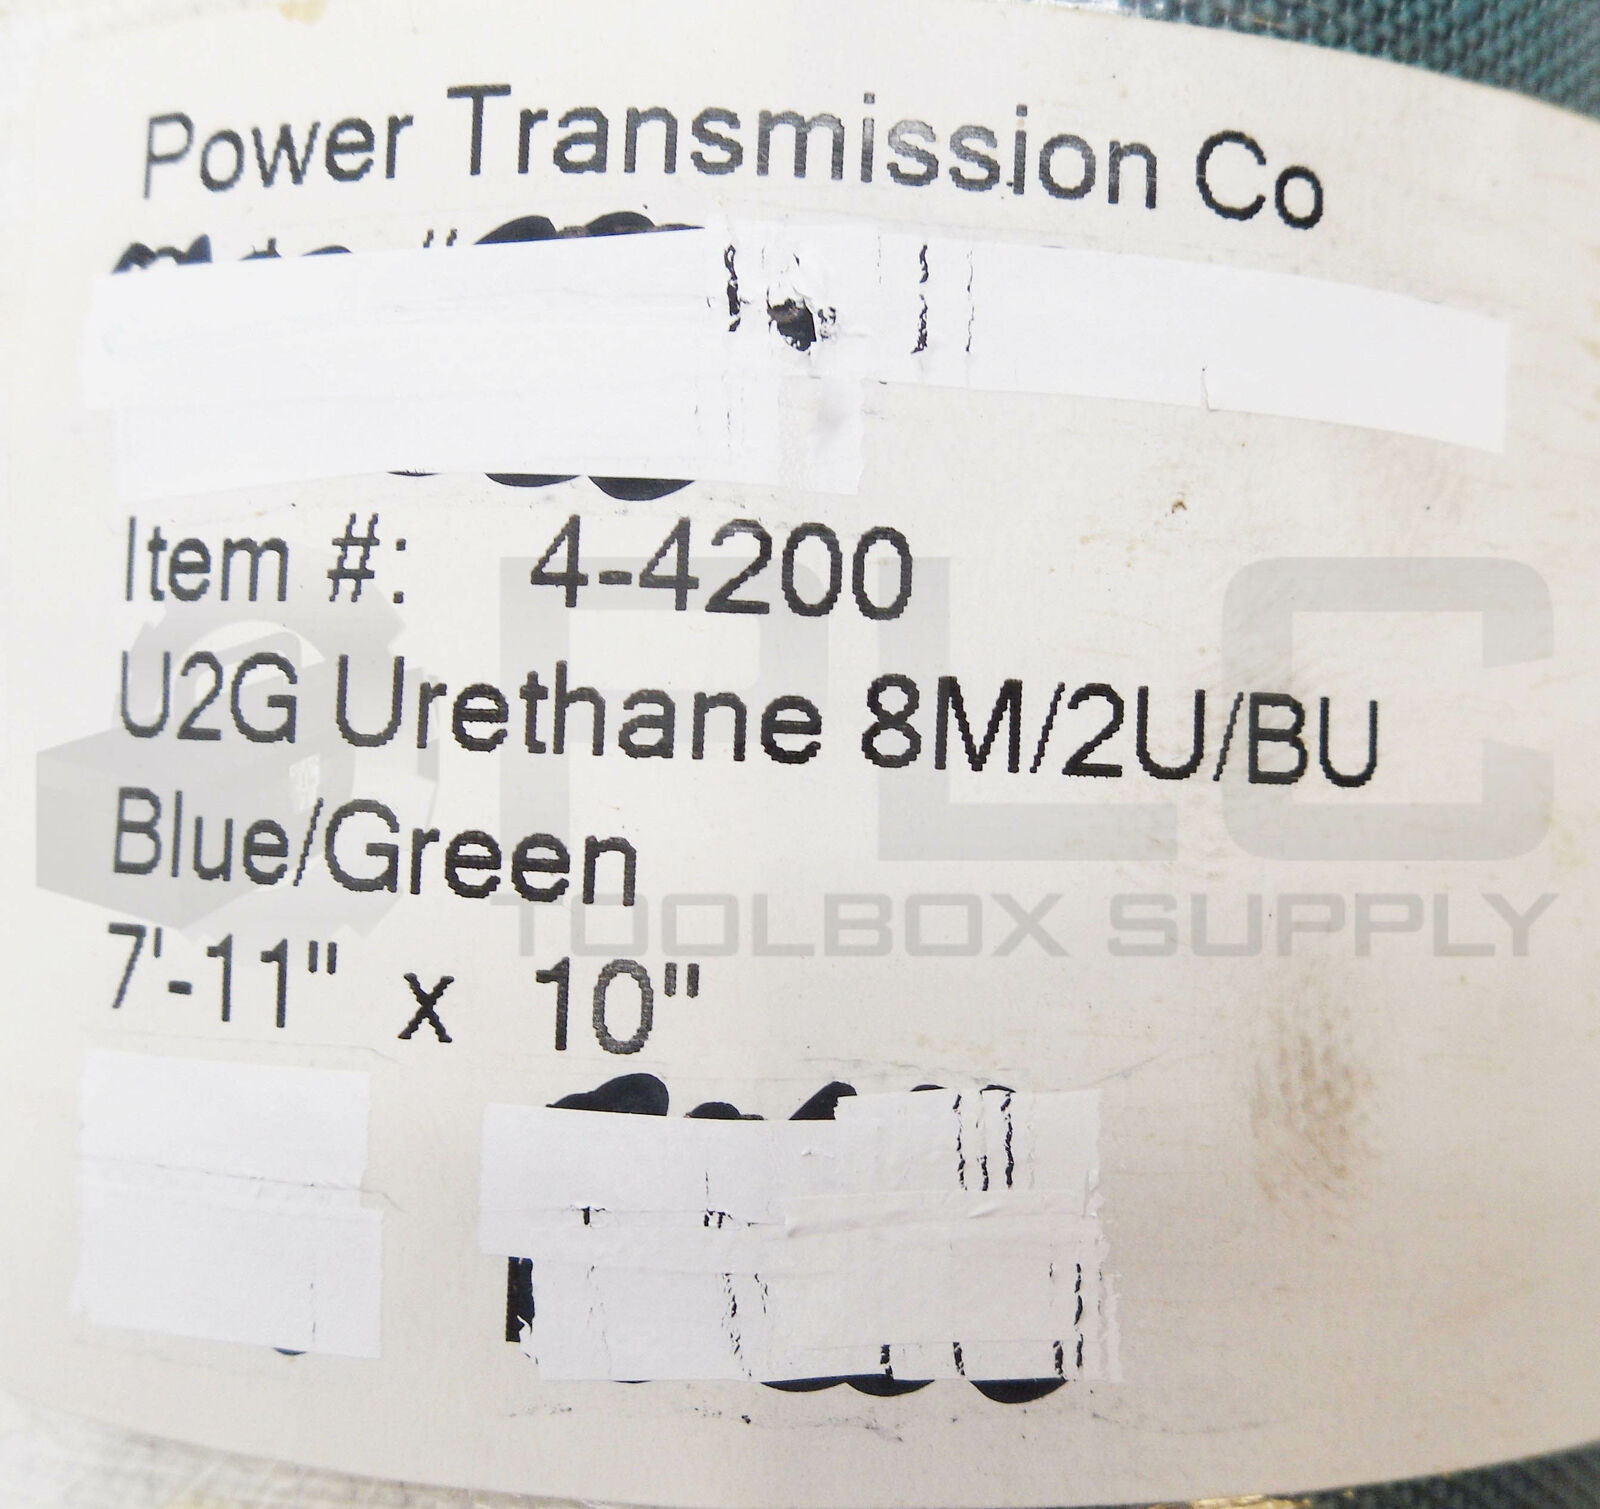 Power Transmission Co
Item #: 4-4200
U2G Urethane 8M/2U/BU
Blue/Green
7'-11" x 10"
PLC
TOOLBOX SUPPLY